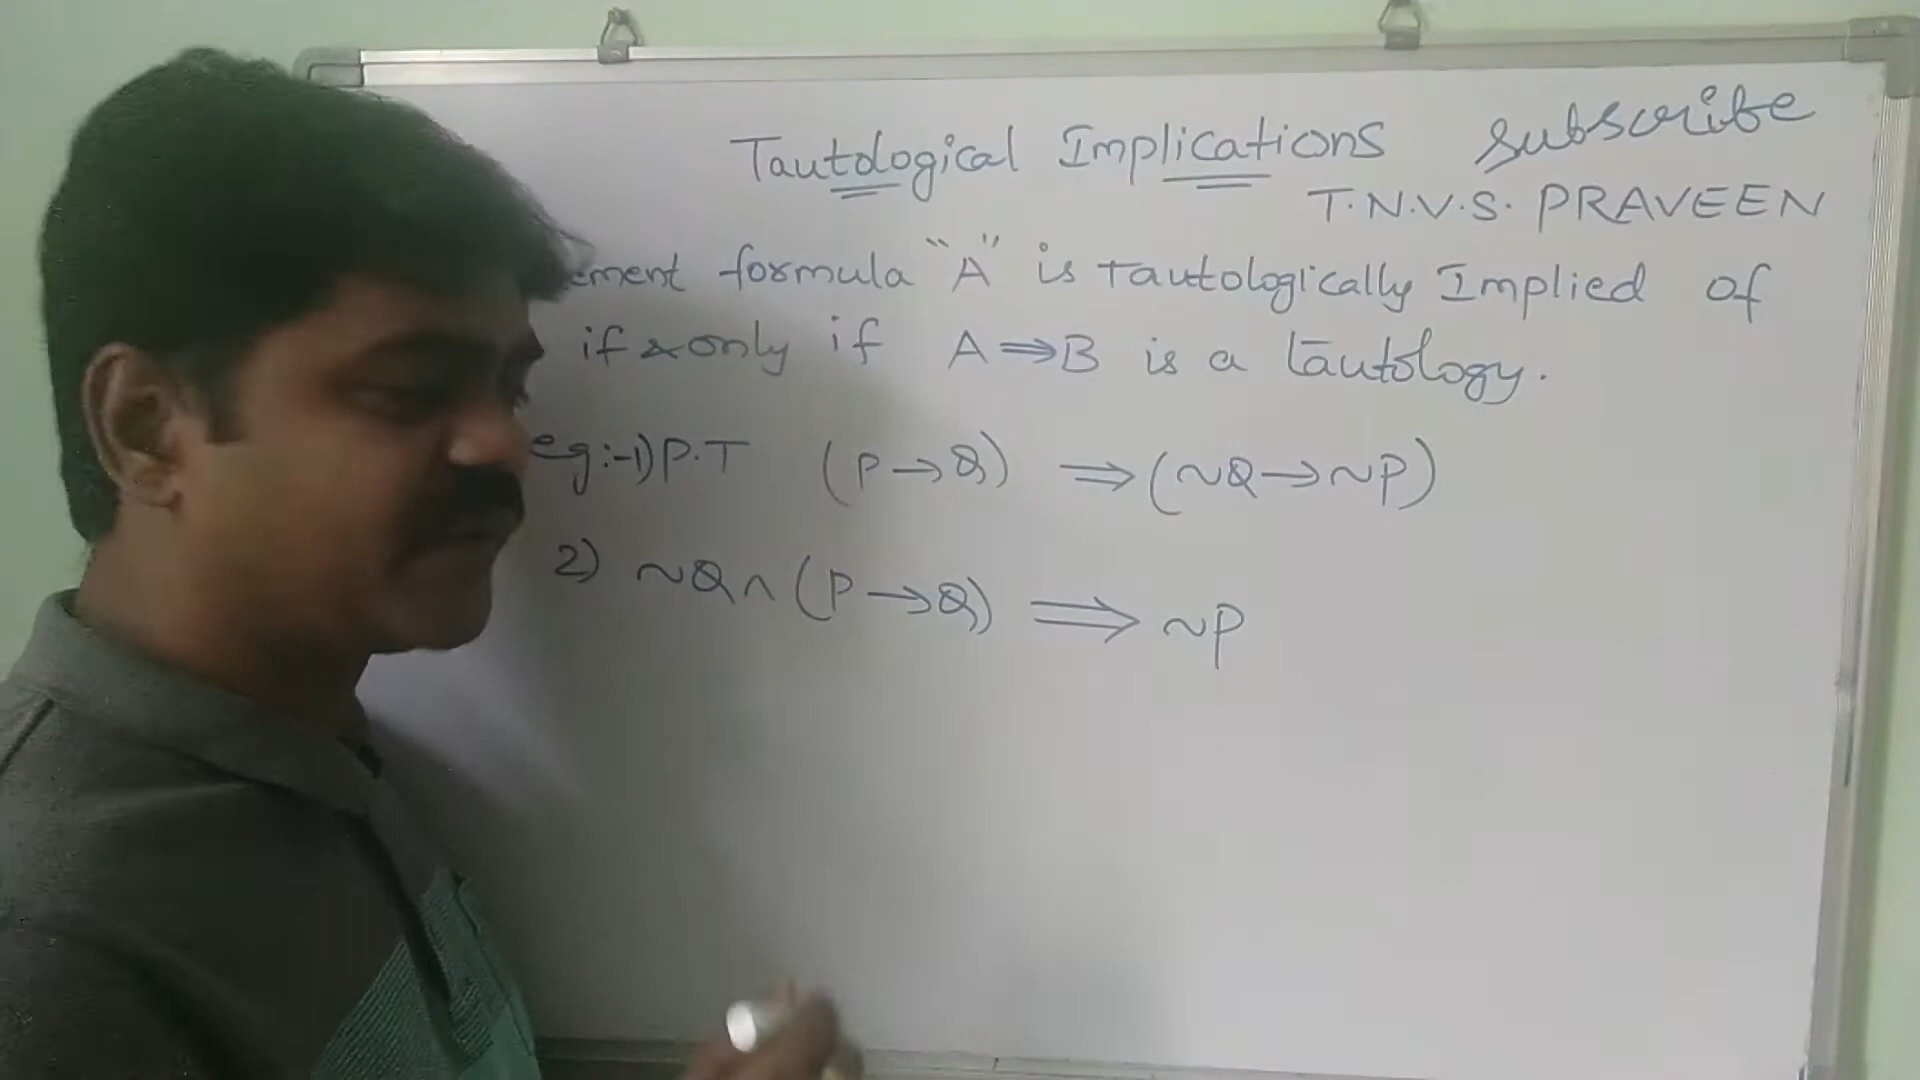 Tautological Implications subscribe
T.N.V.S. PRAVEEN
ement formula "A" is Tautologically Implied of
if & only if A ⇒ B is a tautology.
eg:-1) P.T (P → Q) ⇒ (~Q → ~P)
2) ~Q ∧ (P → Q) ⇒ ~P